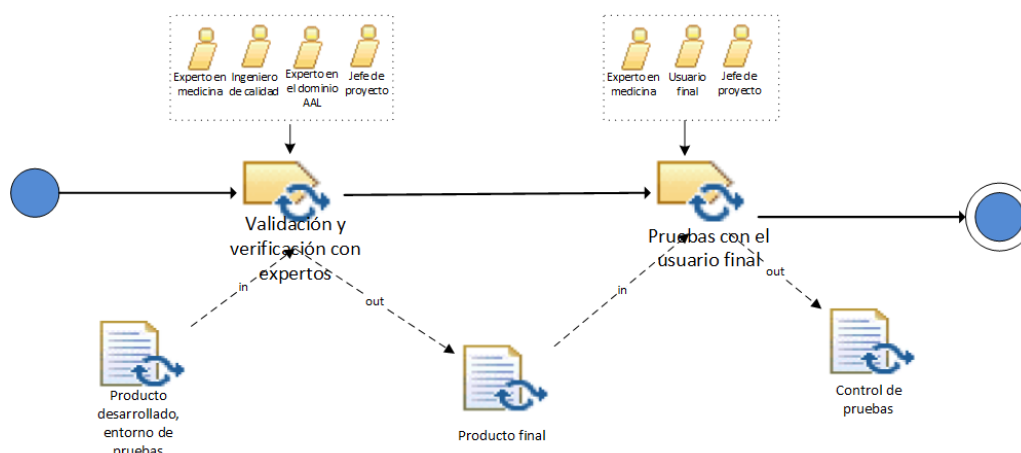 Experto en
medicina
Ingeniero
de calidad
Experto en
el dominio
AAL
Jefe de
proyecto
Experto en
medicina
Usuario
final
Jefe de
proyecto
Validación y
verificación con
expertos
Pruebas con el
usuario final
in
out
in
out
Producto
desarrollado,
entorno de
pruebas
Producto final
Control de
pruebas